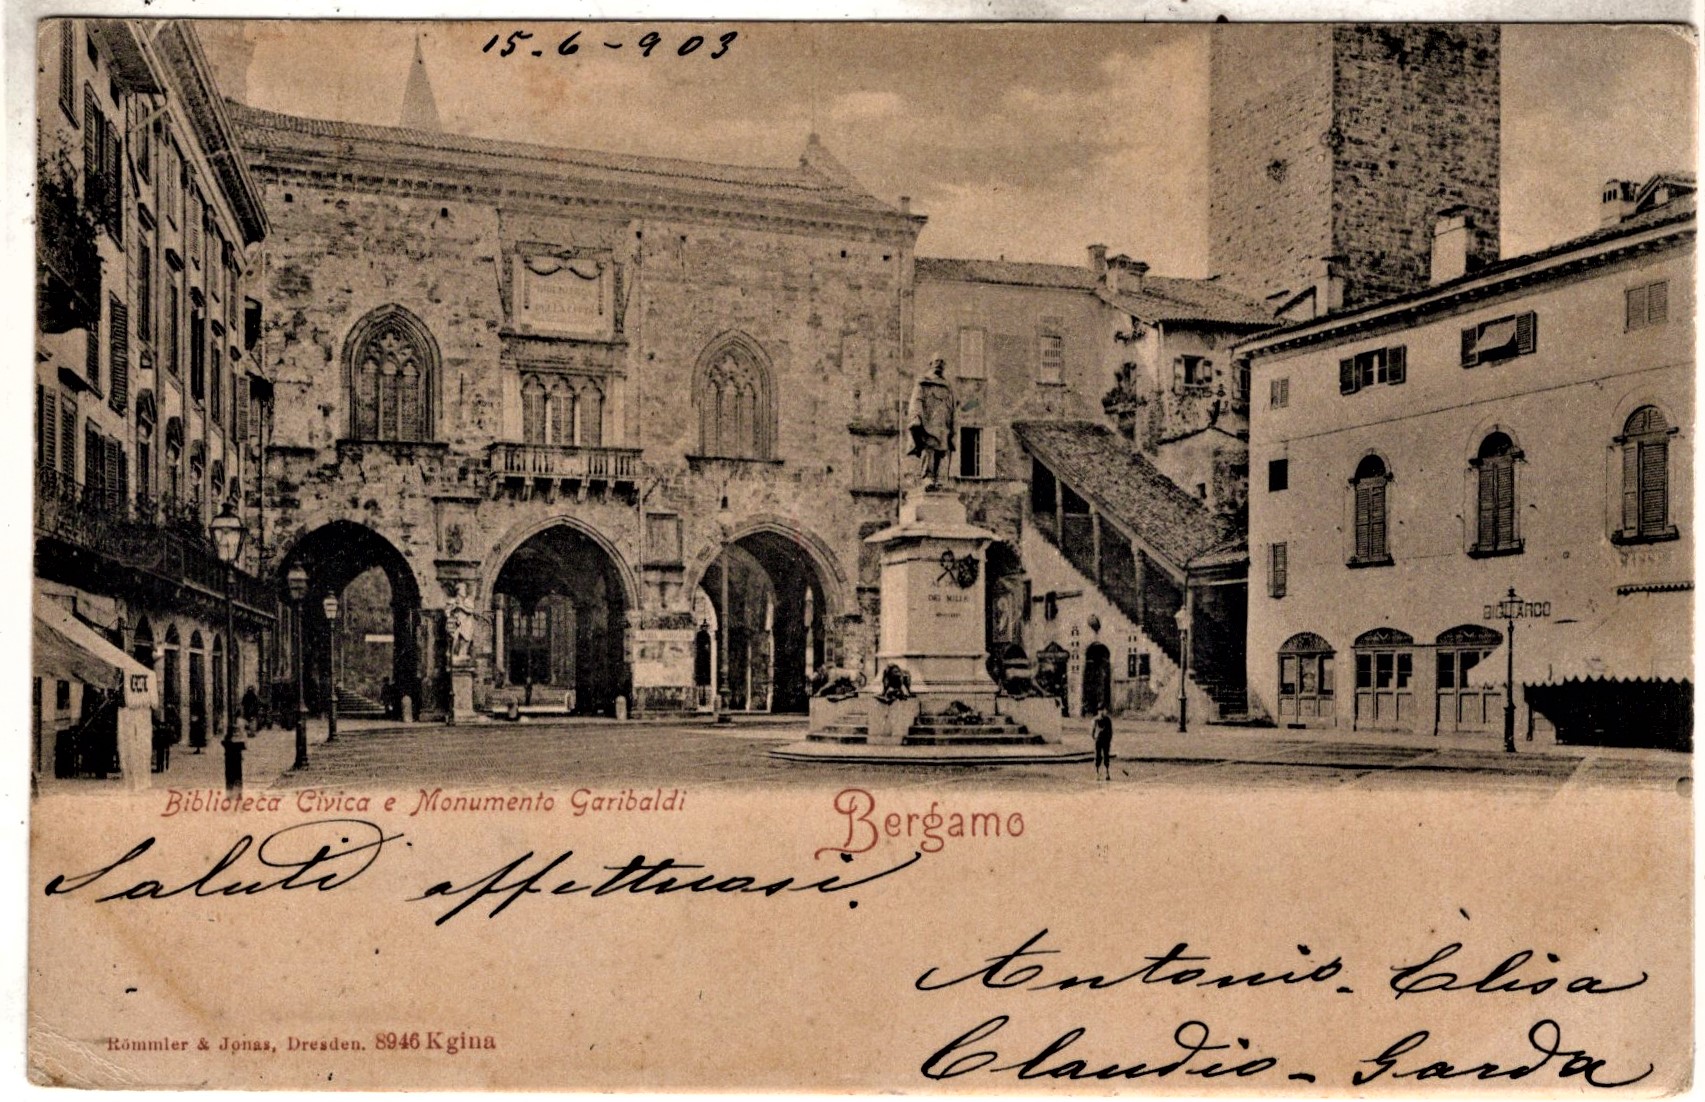 15-6-903
DEI MILLE
BIGLIARDO
Biblioteca Civica e Monumento Garibaldi
Bergamo
Saluti affettuosi.
Antonio - Elisa
Claudio - Garda
Römmler & Jonas, Dresden. 8946 Kgina